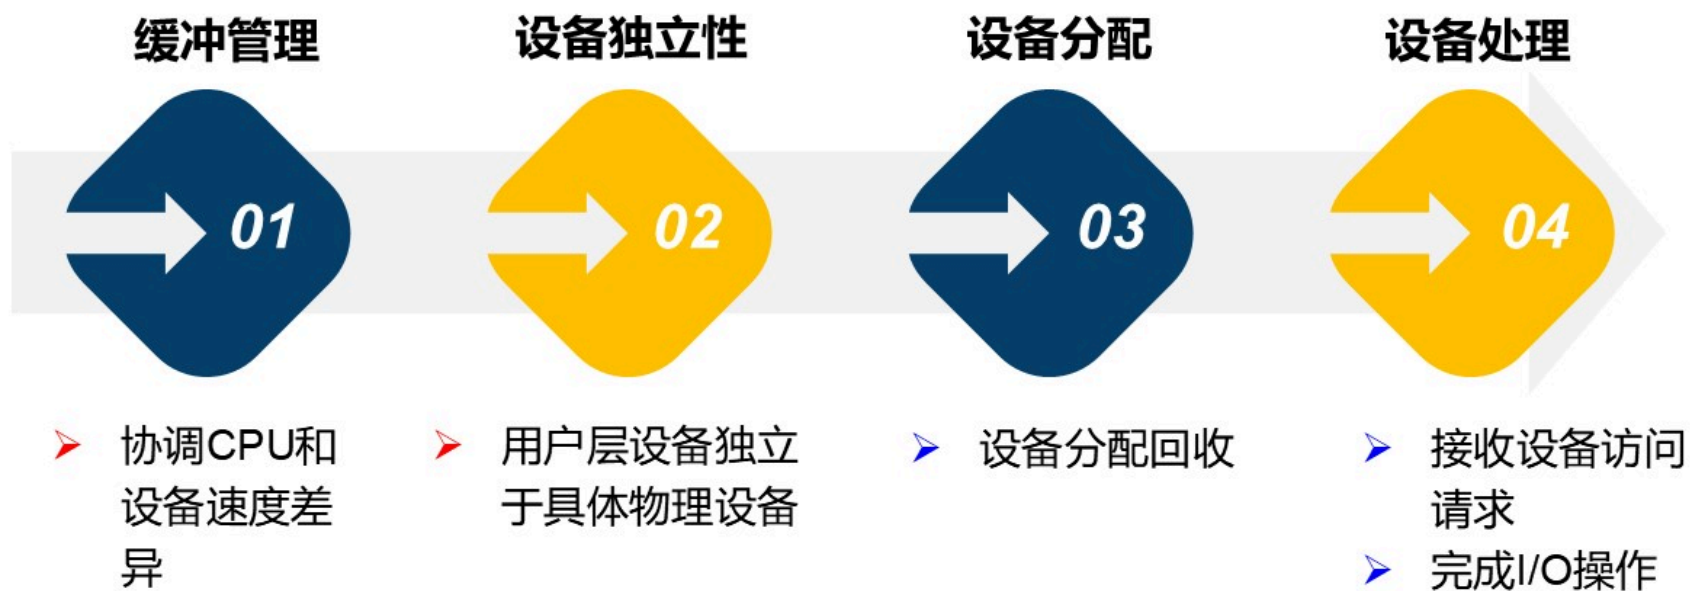 缓冲管理
设备独立性
设备分配
设备处理
01
02
03
04
协调CPU和
设备速度差
异
用户层设备独立
于具体物理设备
设备分配回收
接收设备访问
请求
完成I/O操作